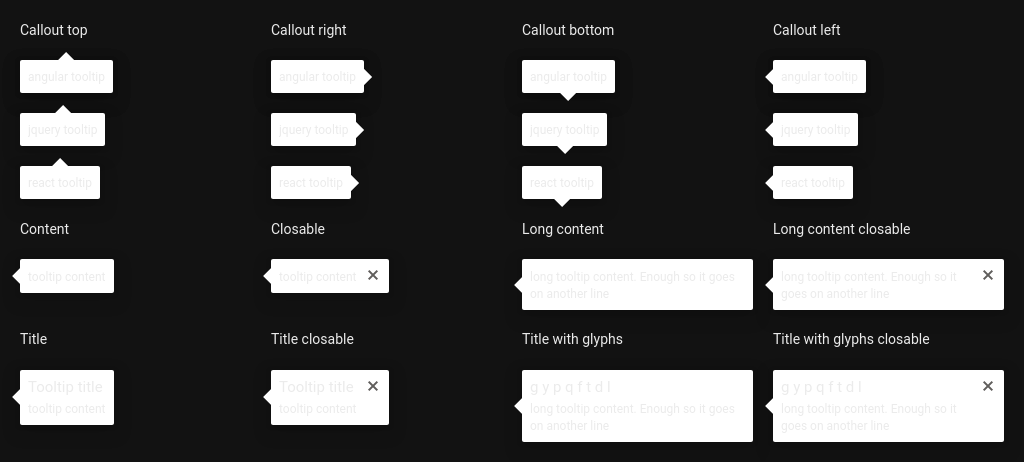 Callout top
Callout right
Callout bottom
Callout left
angular tooltip
angular tooltip
angular tooltip
angular tooltip
jquery tooltip
jquery tooltip
jquery tooltip
jquery tooltip
react tooltip
react tooltip
react tooltip
react tooltip
Content
Closable
Long content
Long content closable
tooltip content
tooltip content
long tooltip content. Enough so it goes
on another line
long tooltip content. Enough so it
goes on another line
Title
Title closable
Title with glyphs
Title with glyphs closable
Tooltip title
tooltip content
Tooltip title
tooltip content
g y p q f t d l
long tooltip content. Enough so it goes
on another line
g y p q f t d l
long tooltip content. Enough so it
goes on another line